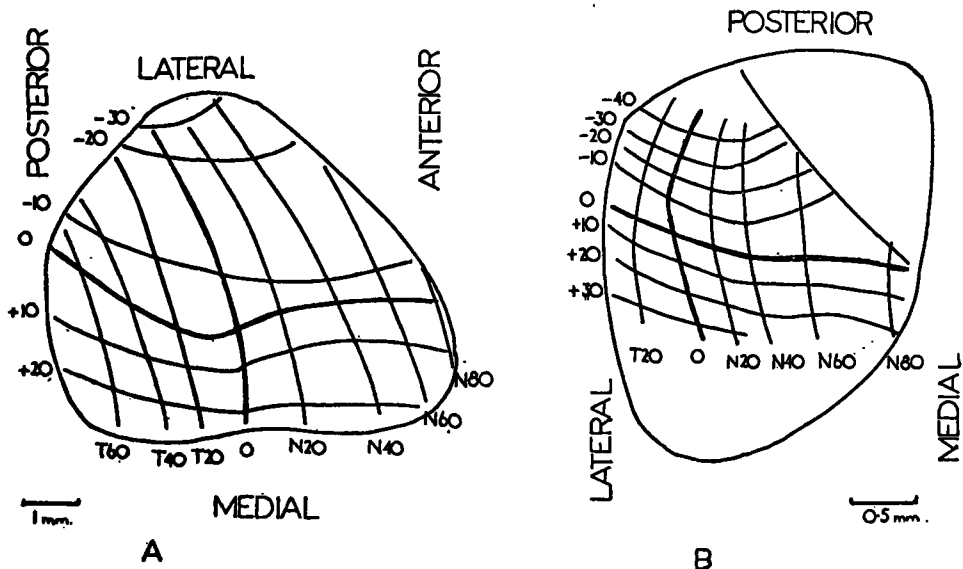 POSTERIOR
LATERAL
ANTERIOR
-30
-20
-10
0
+10
+20
T60
T40
T20
0
N20
N40
N60
N80
MEDIAL
1 mm.
A
POSTERIOR
-40
-30
-20
-10
0
+10
+20
+30
T20
0
N20
N40
N60
N80
LATERAL
MEDIAL
0·5 mm.
B